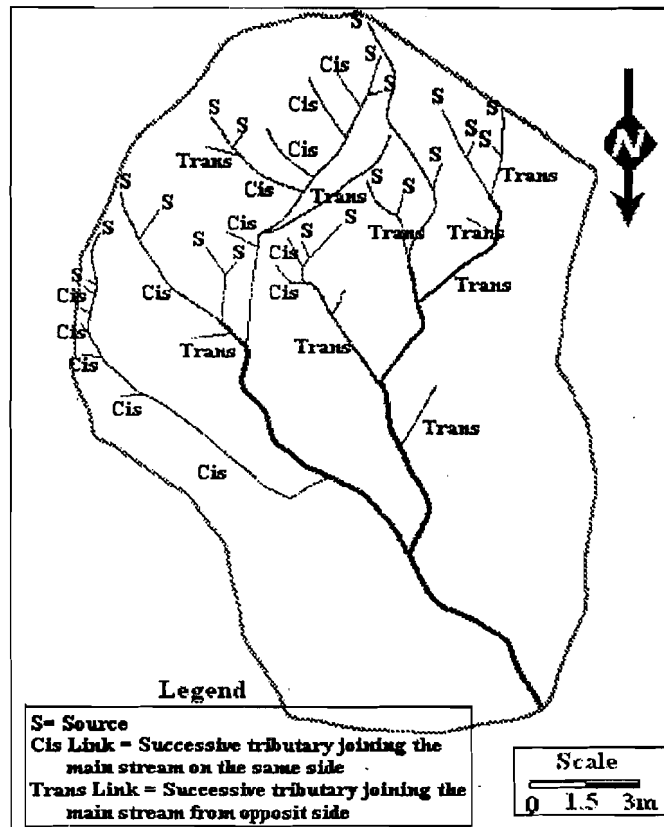 S
S
Cis
S
Cis
S
S
S
S
S
S
Cis
Trans
S
S
Trans
S
Cis
Trans
S
S
S
Cis
S
S
Trans
Trans
S
S
S
Cis
S
Cis
Cis
Cis
Trans
Cis
Trans
Trans
Cis
Cis
Trans
Cis
N
Legend
S= Source
Cis Link = Successive tributary joining the
main stream on the same side
Trans Link = Successive tributary joining the
main stream from opposite side
Scale
0 1.5 3m